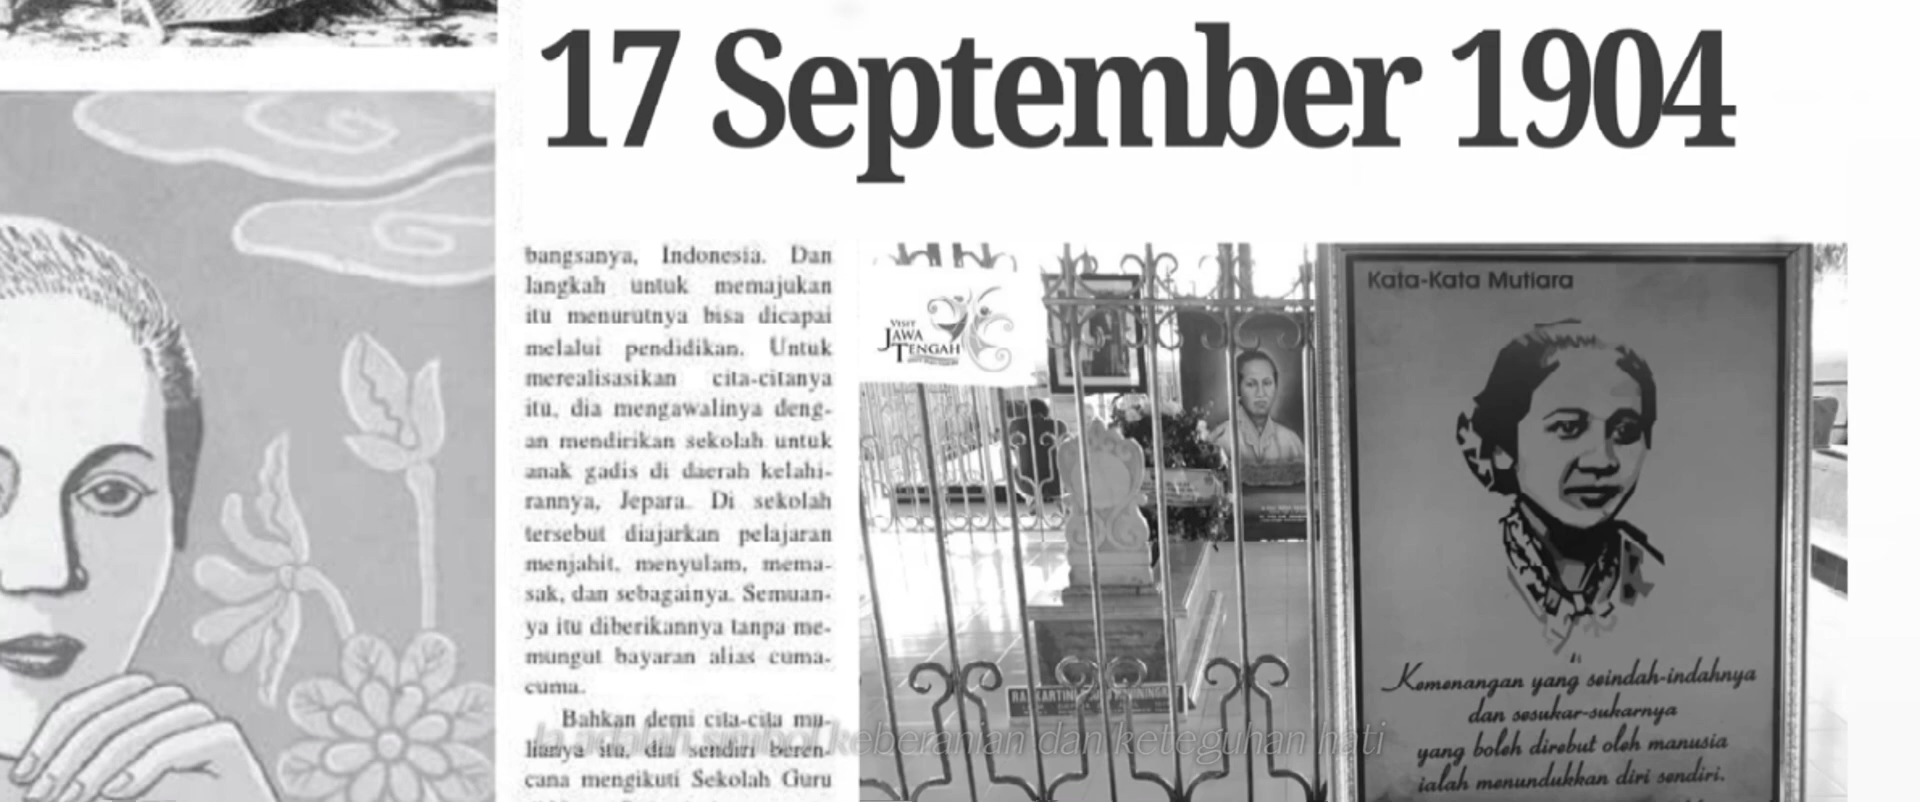 17 September 1904
bangsanya, Indonesia. Dan
langkah untuk memajukan
itu menurutnya bisa dicapai
melalui pendidikan. Untuk
merealisasikan cita-citanya
itu, dia mengawalinya deng-
an mendirikan sekolah untuk
anak gadis di daerah kelahi-
rannya, Jepara. Di sekolah
tersebut diajarkan pelajaran
menjahit, menyulam, mema-
sak, dan sebagainya. Semuan-
ya itu diberikannya tanpa me-
mungut bayaran alias cuma-
cuma.
Bahkan demi cita-cita mu-
lianya itu, dia sendiri beren-
cana mengikuti Sekolah Guru
VISIT
JAWA
TENGAH
Kata-Kata Mutiara
Kemenangan yang seindah-indahnya
dan sesukar-sukarnya
yang boleh direbut oleh manusia
ialah menundukkan diri sendiri.
Ia adalah simbol keberanian dan keteguhan hati